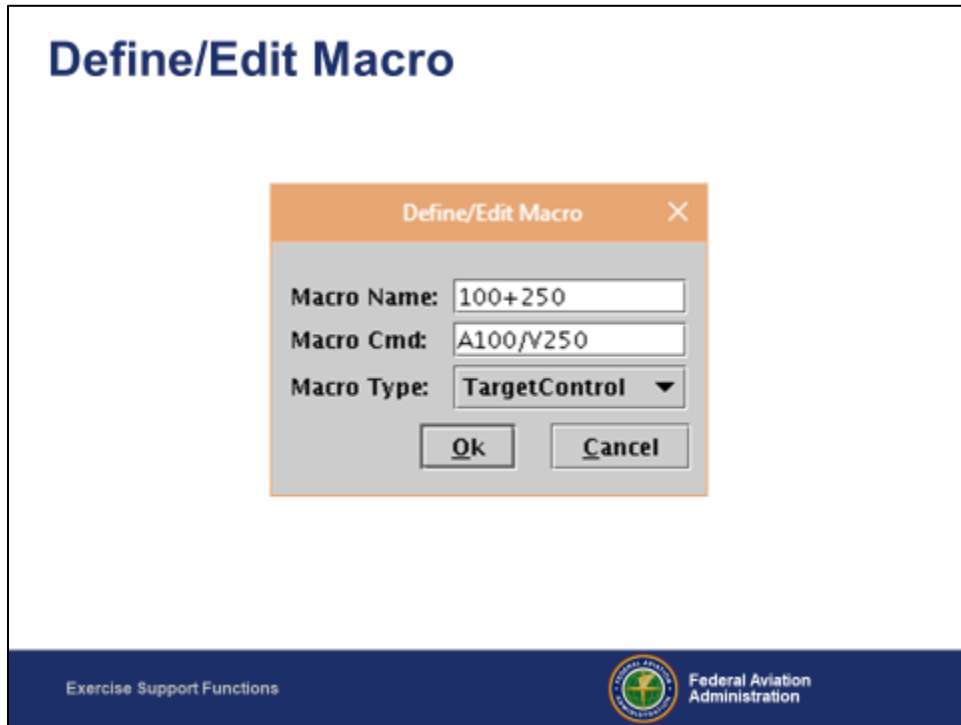 Define/Edit Macro
Define/Edit Macro
Macro Name: 100+250
Macro Cmd: A100/V250
Macro Type: TargetControl
Ok Cancel
Exercise Support Functions
Federal Aviation
Administration